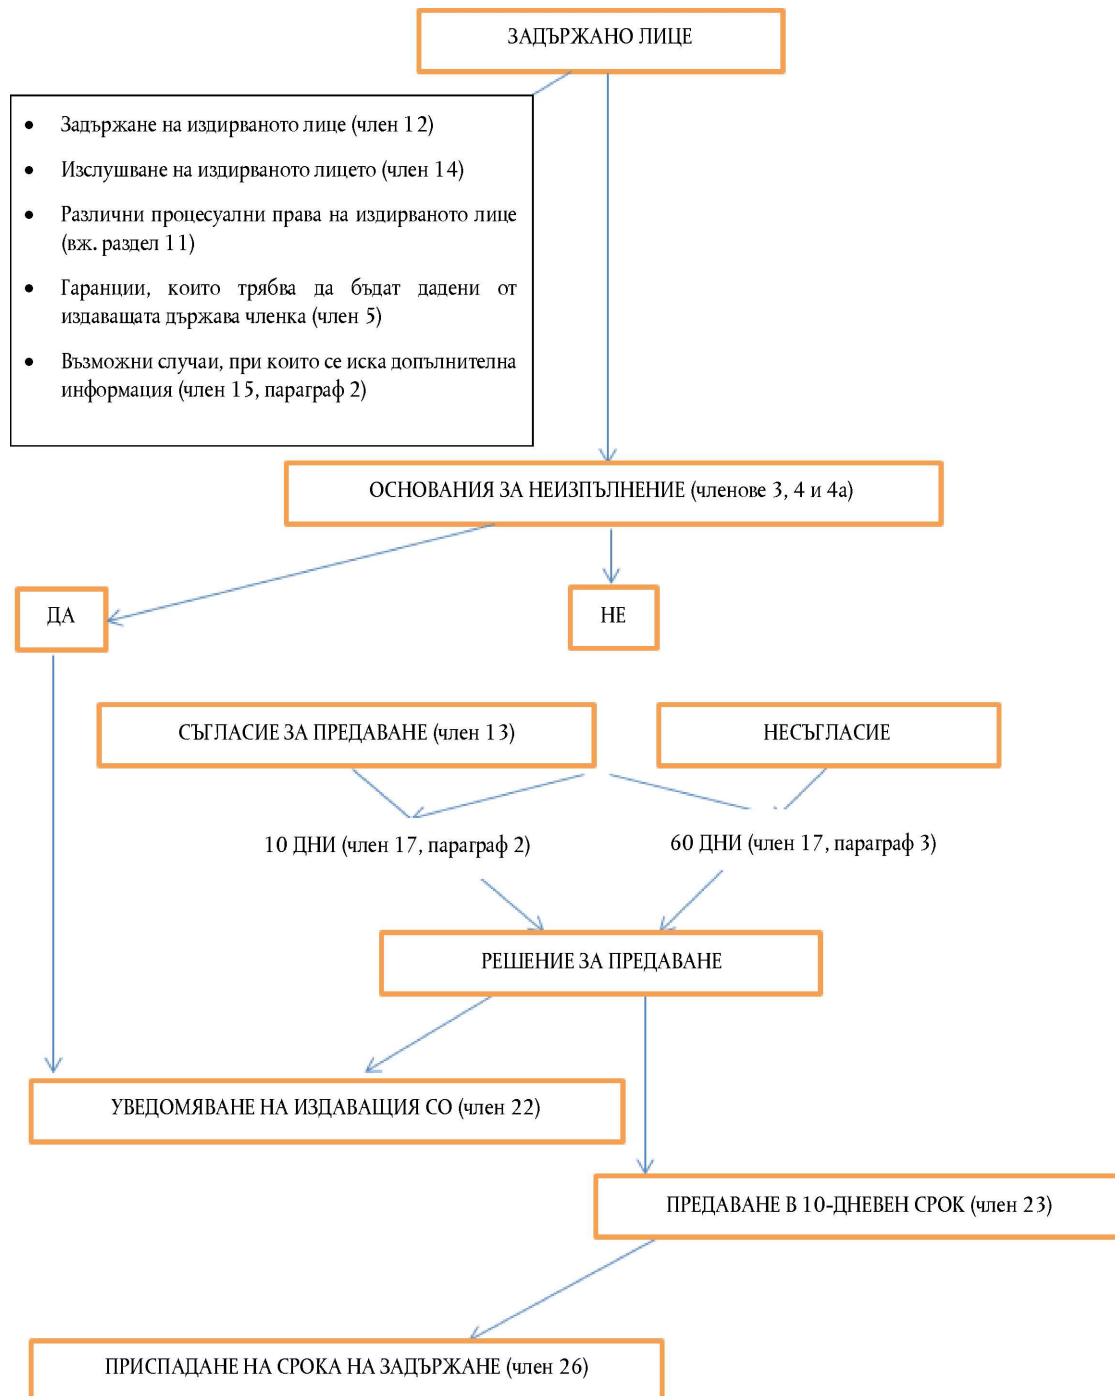 ЗАДЪРЖАНО ЛИЦЕ
• Задържане на издирваното лице (член 12)
• Изслушване на издирваното лицето (член 14)
• Различни процесуални права на издирваното лице
(вж. раздел 11)
• Гаранции, които трябва да бъдат дадени от
издаващата държава членка (член 5)
• Възможни случаи, при които се иска допълнителна
информация (член 15, параграф 2)
ОСНОВАНИЯ ЗА НЕИЗПЪЛНЕНИЕ (членове 3, 4 и 4а)
ДА
НЕ
СЪГЛАСИЕ ЗА ПРЕДАВАНЕ (член 13)
НЕСЪГЛАСИЕ
10 ДНИ (член 17, параграф 2)
60 ДНИ (член 17, параграф 3)
РЕШЕНИЕ ЗА ПРЕДАВАНЕ
УВЕДОМЯВАНЕ НА ИЗДАВАЩИЯ СО (член 22)
ПРЕДАВАНЕ В 10-ДНЕВЕН СРОК (член 23)
ПРИСПАДАНЕ НА СРОКА НА ЗАДЪРЖАНЕ (член 26)